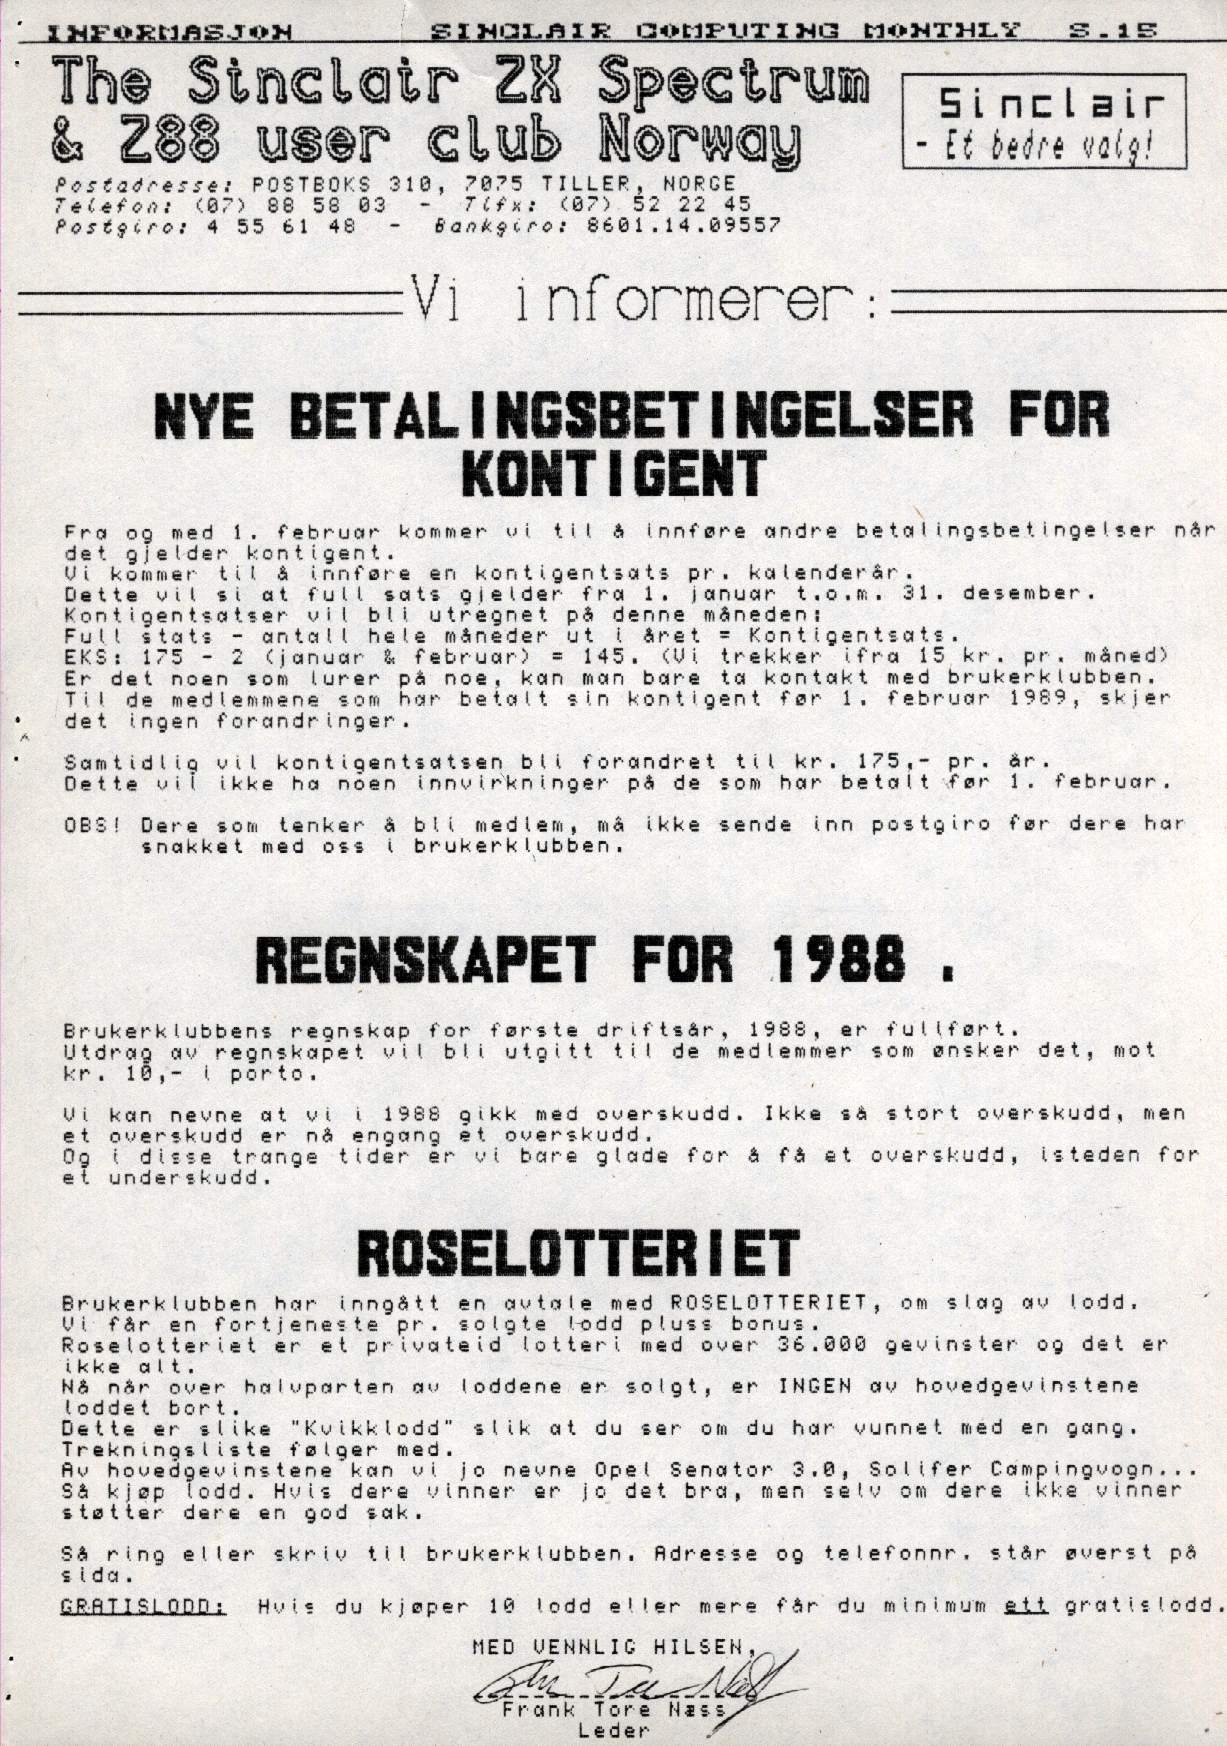 INFORMASJON SINCLAIR COMPUTING MONTHLY S.15
The Sinclair ZX Spectrum
& Z88 user club Norway
Sinclair
- Et bedre valg!
Postadresse: POSTBOKS 310, 7075 TILLER, NORGE
Telefon: (07) 88 58 03 - Tlfx: (07) 52 22 45
Postgiro: 4 55 61 48 - Bankgiro: 8601.14.09557
Vi informerer:
NYE BETALINGSBETINGELSER FOR
KONTIGENT
Fra og med 1. februar kommer vi til å innføre andre betalingsbetingelser når
det gjelder kontigent.
Vi kommer til å innføre en kontigentsats pr. kalenderår.
Dette vil si at full sats gjelder fra 1. januar t.o.m. 31. desember.
Kontigentsatser vil bli utregnet på denne måneden:
Full stats - antall hele måneder ut i året = Kontigentsats.
EKS: 175 - 2 (januar & februar) = 145. (Vi trekker ifra 15 kr. pr. måned)
Er det noen som lurer på noe, kan man bare ta kontakt med brukerklubben.
Til de medlemmene som har betalt sin kontigent før 1. februar 1989, skjer
det ingen forandringer.
Samtidlig vil kontigentsatsen bli forandret til kr. 175,- pr. år.
Dette vil ikke ha noen innvirkninger på de som har betalt før 1. februar.
OBS! Dere som tenker å bli medlem, må ikke sende inn postgiro før dere har
snakket med oss i brukerklubben.
REGNSKAPET FOR 1988 .
Brukerklubbens regnskap for første driftsår, 1988, er fullført.
Utdrag av regnskapet vil bli utgitt til de medlemmer som ønsker det, mot
kr. 10,- i porto.
Vi kan nevne at vi i 1988 gikk med overskudd. Ikke så stort overskudd, men
et overskudd er nå engang et overskudd.
Og i disse trange tider er vi bare glade for å få et overskudd, isteden for
et underskudd.
ROSELOTTERIET
Brukerklubben har inngått en avtale med ROSELOTTERIET, om slag av lodd.
Vi får en fortjeneste pr. solgte lodd pluss bonus.
Roselotteriet er et privateid lotteri med over 36.000 gevinster og det er
ikke alt.
Nå når over halvparten av loddene er solgt, er INGEN av hovedgevinstene
loddet bort.
Dette er slike "Kvikklodd" slik at du ser om du har vunnet med en gang.
Trekningsliste følger med.
Av hovedgevinstene kan vi jo nevne Opel Senator 3.0, Solifer Campingvogn...
Så kjøp lodd. Hvis dere vinner er jo det bra, men selv om dere ikke vinner
støtter dere en god sak.
Så ring eller skriv til brukerklubben. Adresse og telefonnr. står øverst på
sida.
GRATISLODD: Hvis du kjøper 10 lodd eller mere får du minimum ett gratislodd.
MED VENNLIG HILSEN,
Frank Tore Næss
Leder